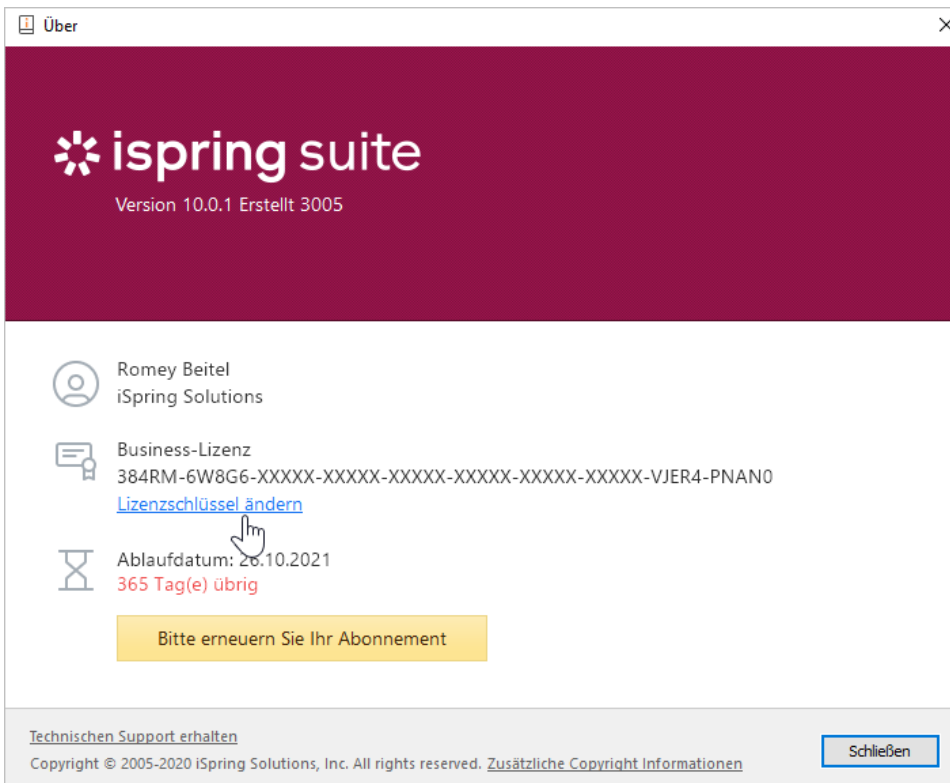 Über
ispring suite
Version 10.0.1 Erstellt 3005
Romey Beitel
iSpring Solutions
Business-Lizenz
384RM-6W8G6-XXXXX-XXXXX-XXXXX-XXXXX-XXXXX-XXXXX-VJER4-PNAN0
Lizenzschlüssel ändern
Ablaufdatum: 26.10.2021
365 Tag(e) übrig
Bitte erneuern Sie Ihr Abonnement
Technischen Support erhalten
Copyright © 2005-2020 iSpring Solutions, Inc. All rights reserved. Zusätzliche Copyright Informationen
Schließen